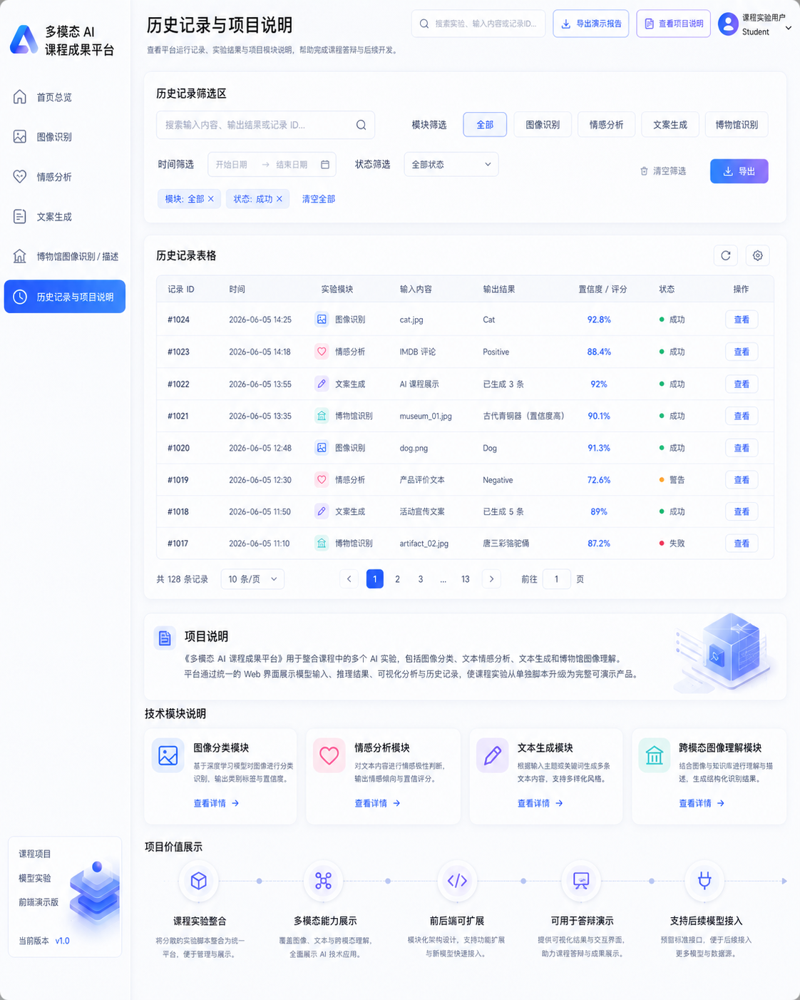 多模态 AI
课程成果平台
首页总览
图像识别
情感分析
文案生成
博物馆图像识别 / 描述
历史记录与项目说明
课程项目
模型实验
前端演示版
当前版本 v1.0
历史记录与项目说明
查看平台运行记录、实验结果与项目模块说明，帮助完成课程答辩与后续开发。
搜索实验、输入内容或记录ID...
导出演示报告
查看项目说明
课程实验用户
Student
历史记录筛选区
搜索输入内容、输出结果或记录 ID...
模块筛选 全部 图像识别 情感分析 文案生成 博物馆识别
时间筛选 开始日期 → 结束日期 状态筛选 全部状态
清空筛选 导出
模块: 全部 × 状态: 成功 × 清空全部
历史记录表格
记录 ID 时间 实验模块 输入内容 输出结果 置信度 / 评分 状态 操作
#1024 2026-06-05 14:25 图像识别 cat.jpg Cat 92.8% 成功 查看
#1023 2026-06-05 14:18 情感分析 IMDB 评论 Positive 88.4% 成功 查看
#1022 2026-06-05 13:55 文案生成 AI 课程展示 已生成 3 条 92% 成功 查看
#1021 2026-06-05 13:35 博物馆识别 museum_01.jpg 古代青铜器（置信度高） 90.1% 成功 查看
#1020 2026-06-05 12:48 图像识别 dog.png Dog 91.3% 成功 查看
#1019 2026-06-05 12:30 情感分析 产品评价文本 Negative 72.6% 警告 查看
#1018 2026-06-05 11:50 文案生成 活动宣传文案 已生成 5 条 89% 成功 查看
#1017 2026-06-05 11:10 博物馆识别 artifact_02.jpg 唐三彩骆驼俑 87.2% 失败 查看
共 128 条记录 10 条/页 1 2 3 ... 13 前往 1 页
项目说明
《多模态 AI 课程成果平台》用于整合课程中的多个 AI 实验，包括图像分类、文本情感分析、文本生成和博物馆图像理解。
平台通过统一的 Web 界面展示模型输入、推理结果、可视化分析与历史记录，使课程实验从单独脚本升级为完整可演示产品。
技术模块说明
图像分类模块
基于深度学习模型对图像进行分类
识别，输出类别标签与置信度。
查看详情 →
情感分析模块
对文本内容进行情感极性判断，
输出情感倾向与置信评分。
查看详情 →
文本生成模块
根据输入主题或关键词生成多条
文本内容，支持多样化风格。
查看详情 →
跨模态图像理解模块
结合图像与知识库进行理解与描
述，生成结构化识别结果。
查看详情 →
项目价值展示
课程实验整合
将分散的实验脚本整合为统一
平台，便于管理与展示。
多模态能力展示
覆盖图像、文本与跨模态理解，
全面展示 AI 技术应用。
前后端可扩展
模块化架构设计，支持功能扩展
与新模型快速接入。
可用于答辩演示
提供可视化结果与交互界面，
助力课程答辩与成果展示。
支持后续模型接入
预留标准接口，便于后续接入
更多模型与数据源。